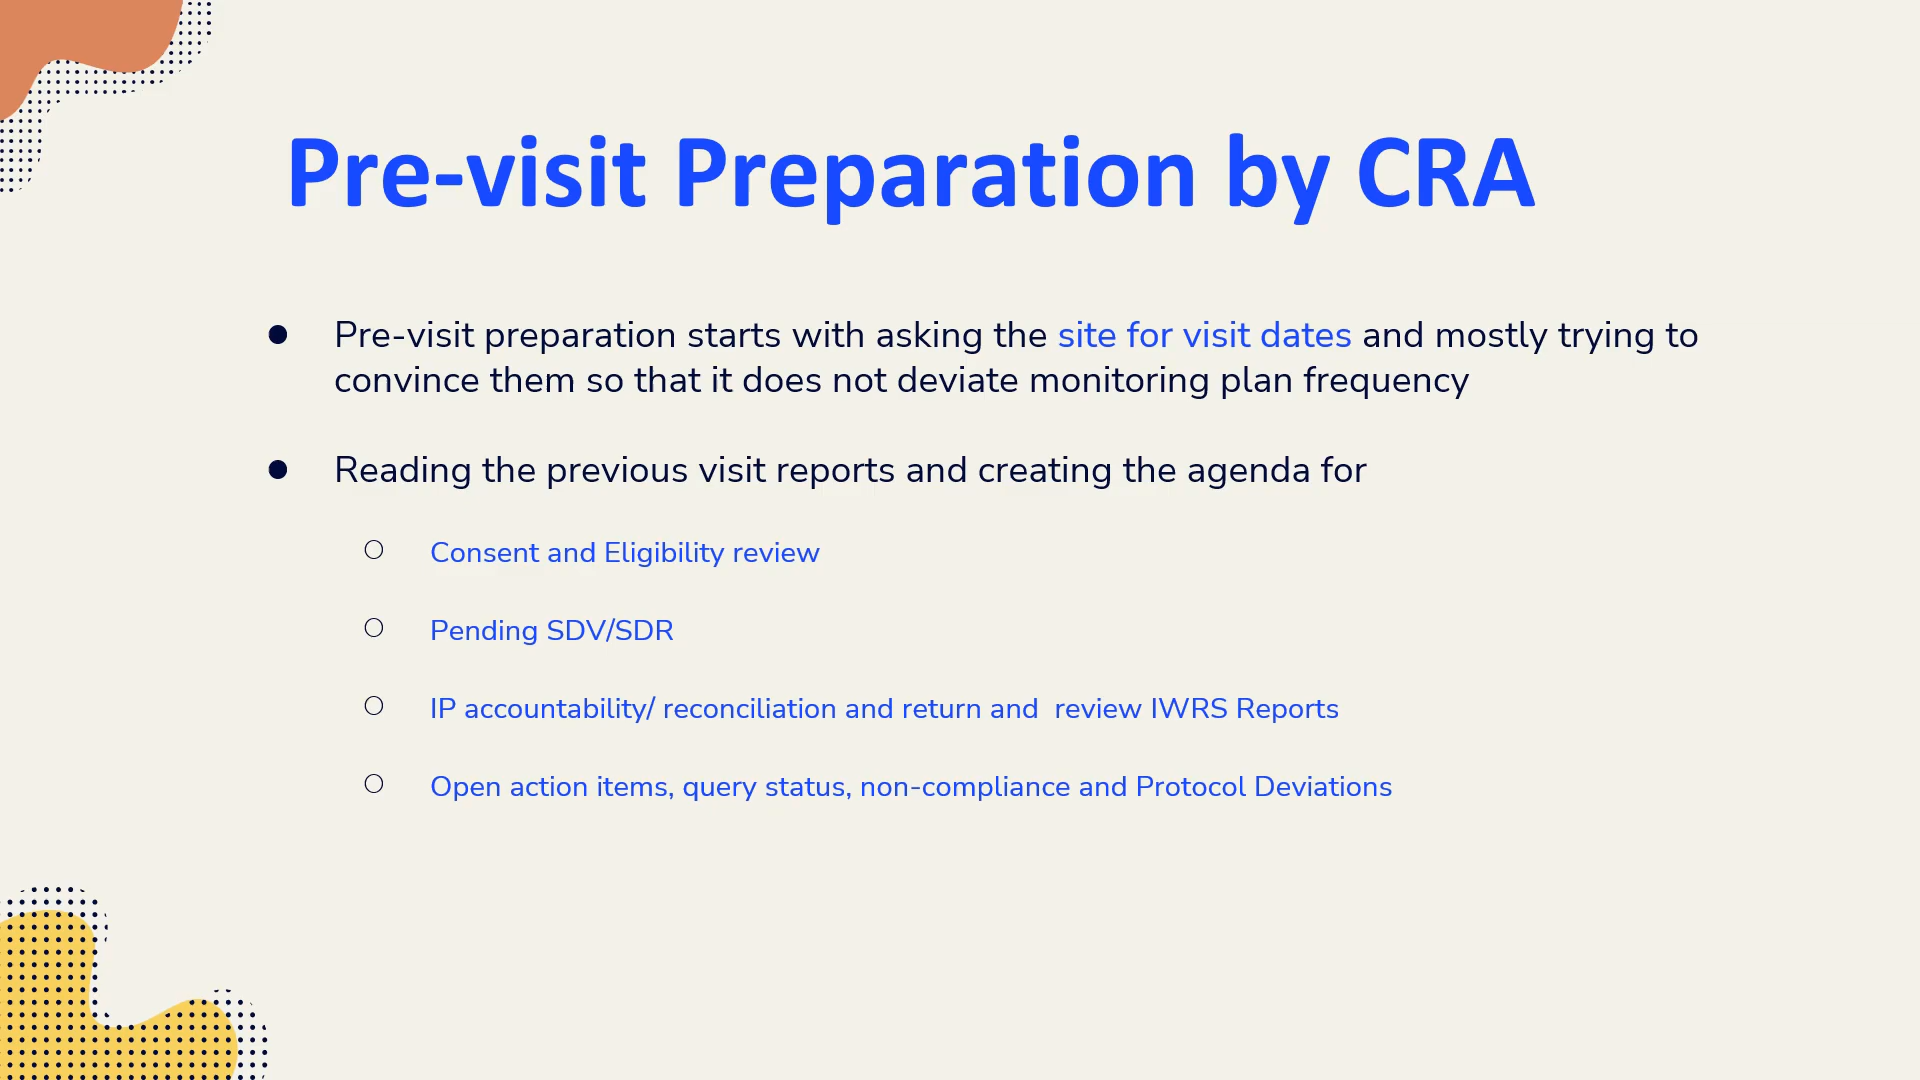 Pre-visit Preparation by CRA
● Pre-visit preparation starts with asking the site for visit dates and mostly trying to
convince them so that it does not deviate monitoring plan frequency
● Reading the previous visit reports and creating the agenda for
○ Consent and Eligibility review
○ Pending SDV/SDR
○ IP accountability/ reconciliation and return and  review IWRS Reports
○ Open action items, query status, non-compliance and Protocol Deviations